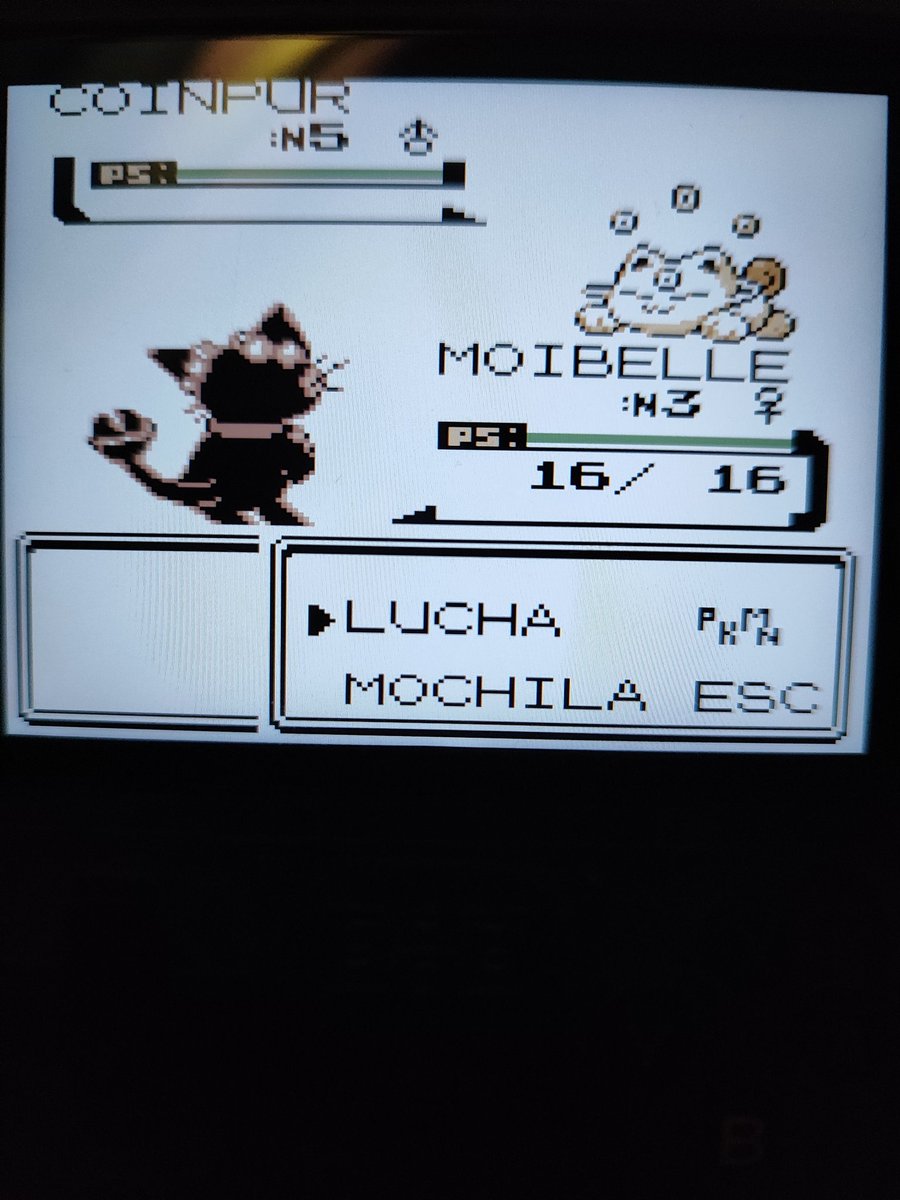 COINPUR
:N5 ♂
PS:
MOIBELLE
:N3 ♀
PS:
16/ 16
▶LUCHA PKMN
MOCHILA ESC